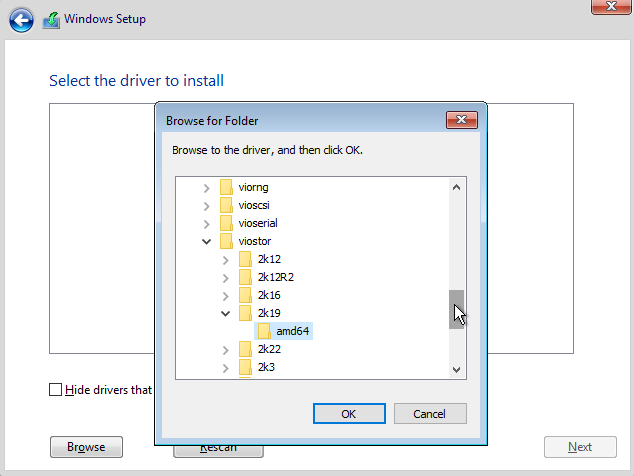 Windows Setup
Select the driver to install
Browse for Folder
Browse to the driver, and then click OK.
viorng
vioscsi
vioserial
viostor
2k12
2k12R2
2k16
2k19
amd64
2k22
2k3
OK
Cancel
Hide drivers that
Browse
Rescan
Next